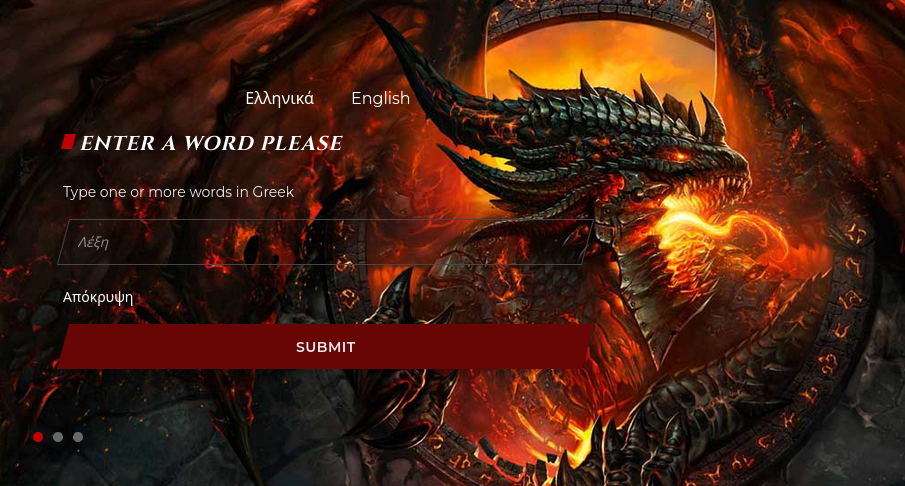 Ελληνικά English
ENTER A WORD PLEASE
Type one or more words in Greek
Λέξη
Απόκρυψη
SUBMIT